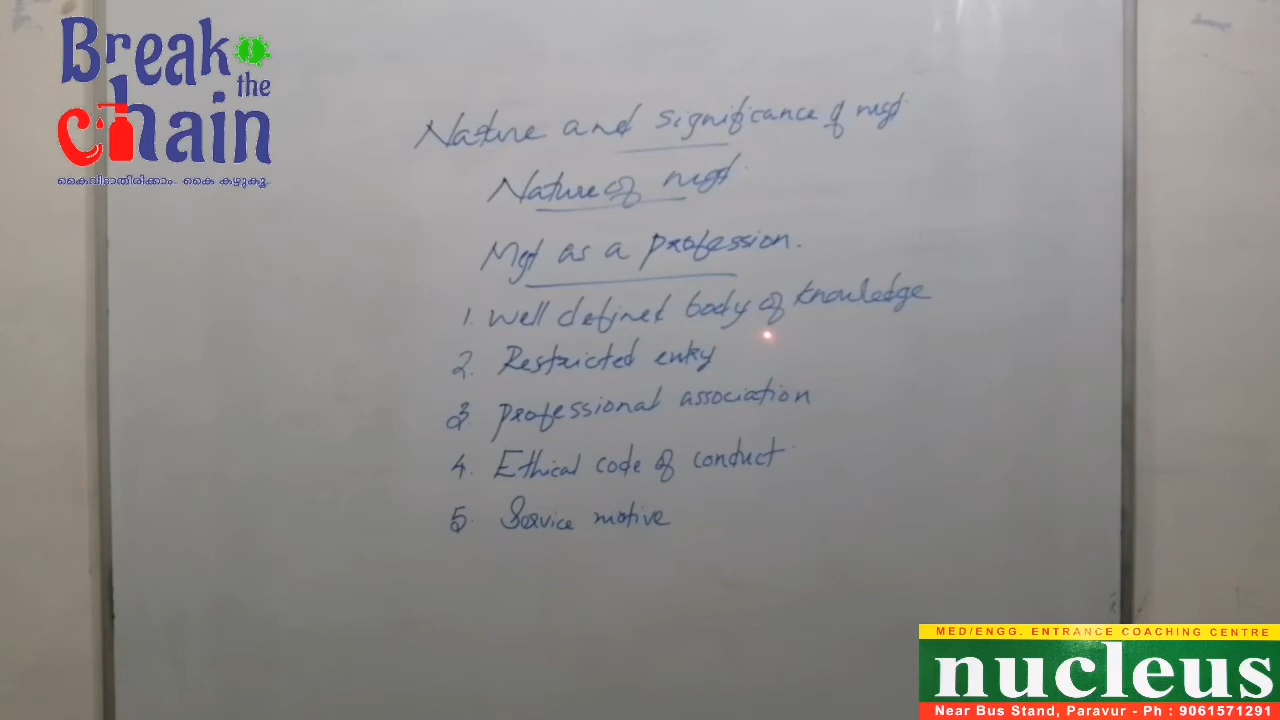 Break
the
chain
കൈവിടാതിരിക്കാം.. കൈ കഴുകൂ..
Nature and significance of mgt
Nature of mgt.
Mgt as a profession.
1. Well defined body of knowledge
2. Restricted entry
3. professional association
4. Ethical code of conduct
5. Service motive
MED/ENGG. ENTRANCE COACHING CENTRE
nucleus
Near Bus Stand, Paravur - Ph : 9061571291